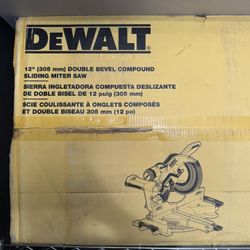 DEWALT
12" (305 mm) DOUBLE BEVEL COMPOUND
SLIDING MITER SAW
SIERRA INGLETADORA COMPUESTA DESLIZANTE
DE DOBLE BISEL DE 12 pulg (305 mm)
SCIE COULISSANTE À ONGLETS COMPOSÉS
ET DOUBLE BISEAU 305 mm (12 po)